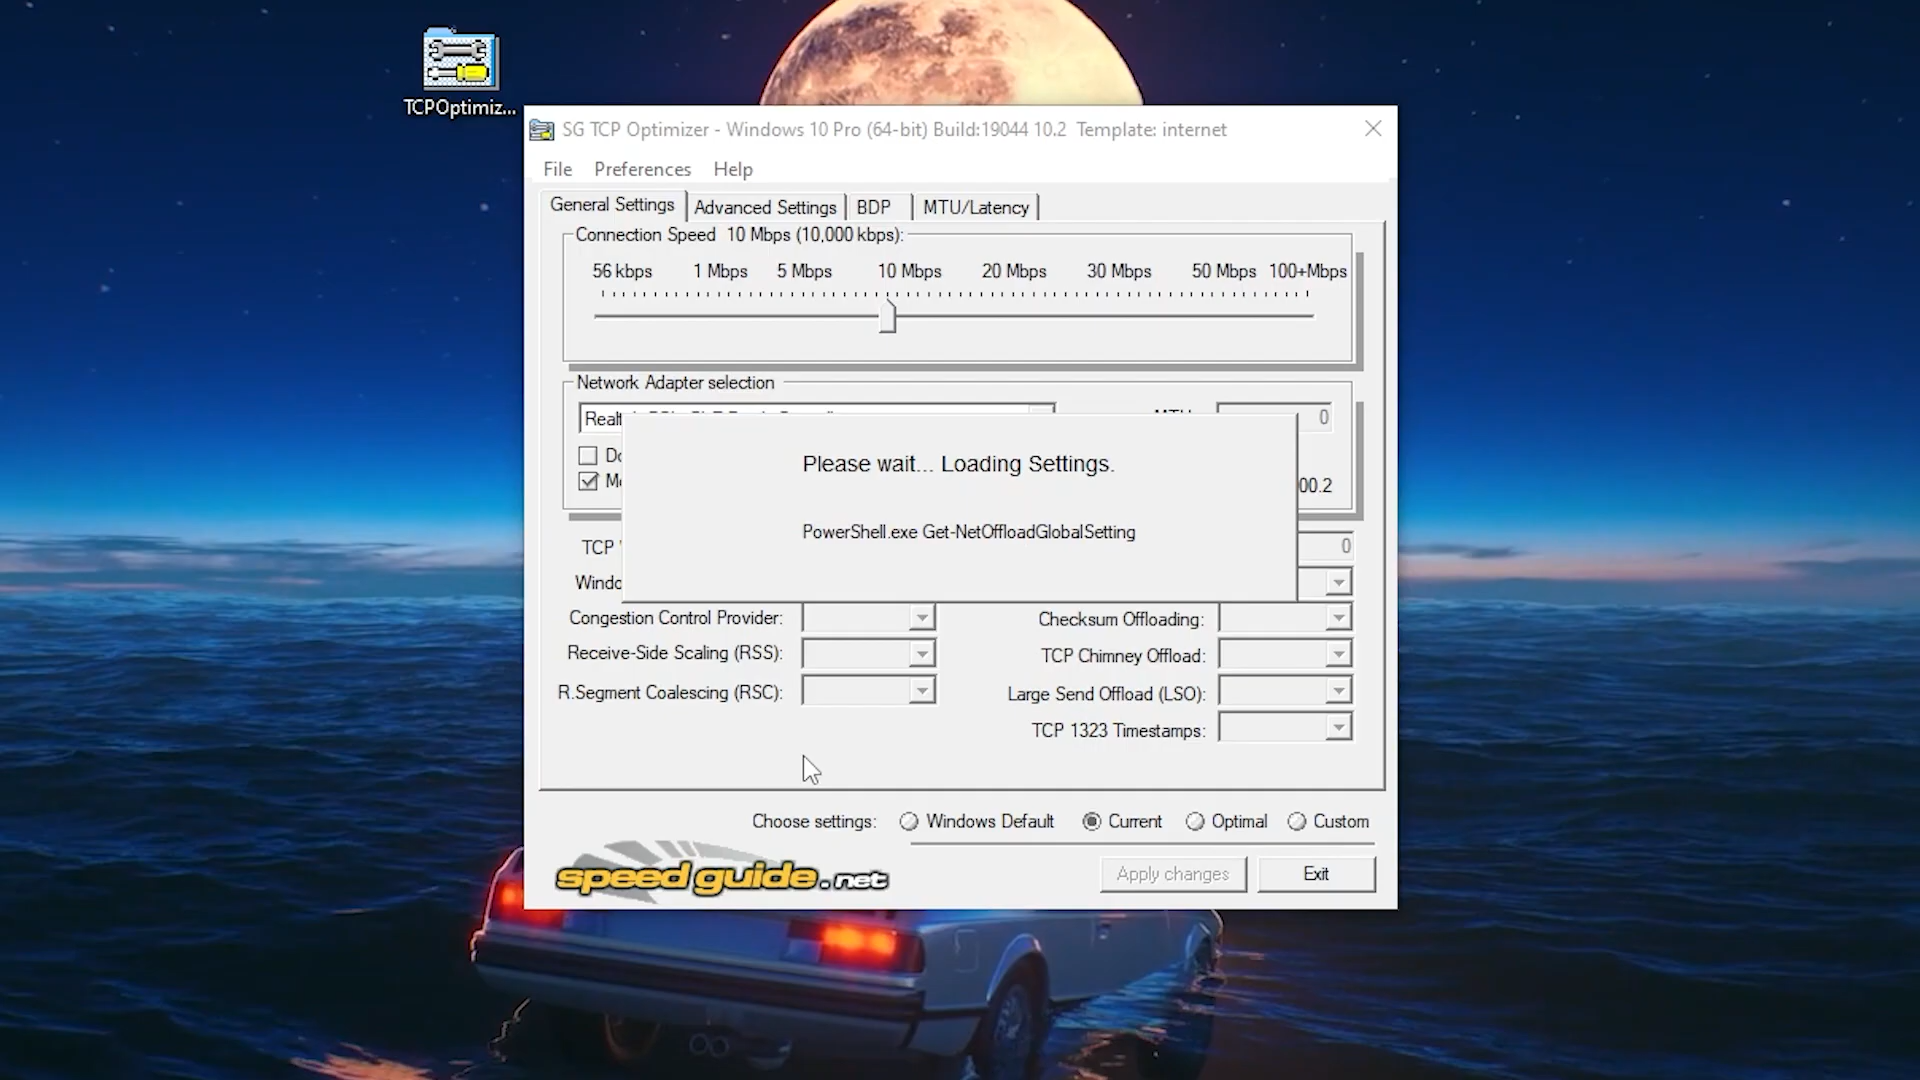 TCPOptimiz...
SG TCP Optimizer - Windows 10 Pro (64-bit) Build:19044 10.2 Template: internet
File Preferences Help
General Settings Advanced Settings BDP MTU/Latency
Connection Speed 10 Mbps (10,000 kbps):
56 kbps 1 Mbps 5 Mbps 10 Mbps 20 Mbps 30 Mbps 50 Mbps 100+Mbps
Network Adapter selection
0
Please wait... Loading Settings.
00.2
PowerShell.exe Get-NetOffloadGlobalSetting
TCP 0
Windo
Congestion Control Provider: Checksum Offloading:
Receive-Side Scaling (RSS): TCP Chimney Offload:
R.Segment Coalescing (RSC): Large Send Offload (LSO):
TCP 1323 Timestamps:
Choose settings: Windows Default Current Optimal Custom
speedguide.net Apply changes Exit